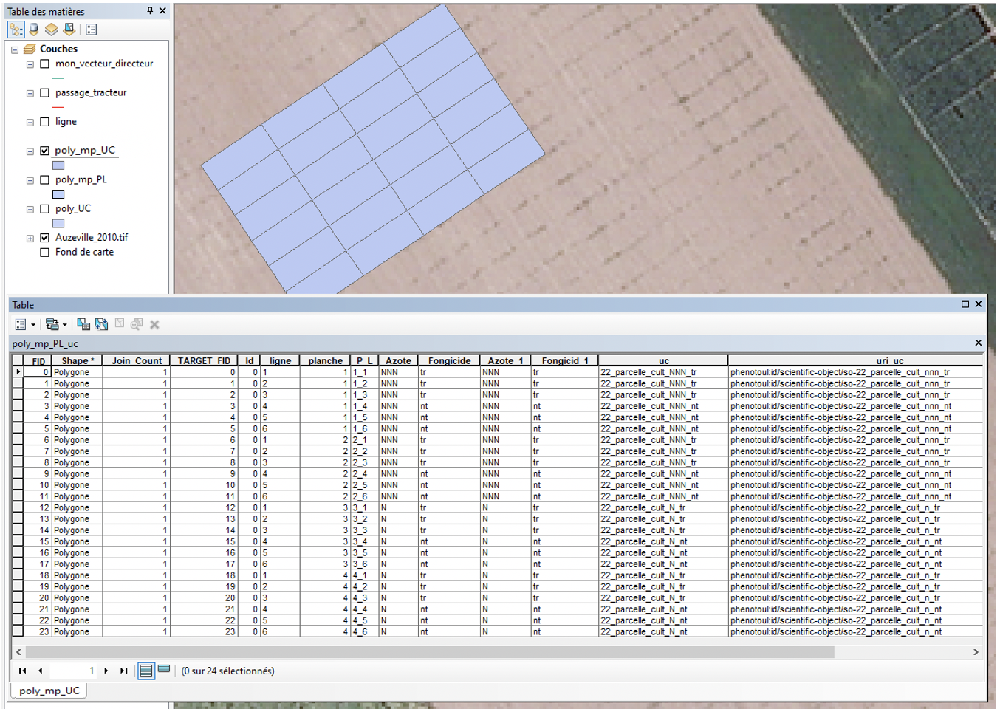 Table des matières
Couches
mon_vecteur_directeur
passage_tracteur
ligne
poly_mp_UC
poly_mp_PL
poly_UC
Auzeville_2010.tif
Fond de carte
Table
poly_mp_PL_uc
FID Shape * Join_Count TARGET_FID Id ligne planche P_L Azote Fongicide Azote_1 Fongicid_1 uc uri_uc
0 Polygone 1 0 0 1 1 1_1 NNN tr NNN tr 22_parcelle_cult_NNN_tr phenotoul:id/scientific-object/so-22_parcelle_cult_nnn_tr
1 Polygone 1 1 0 2 1 1_2 NNN tr NNN tr 22_parcelle_cult_NNN_tr phenotoul:id/scientific-object/so-22_parcelle_cult_nnn_tr
2 Polygone 1 2 0 3 1 1_3 NNN tr NNN tr 22_parcelle_cult_NNN_tr phenotoul:id/scientific-object/so-22_parcelle_cult_nnn_tr
3 Polygone 1 3 0 4 1 1_4 NNN nt NNN nt 22_parcelle_cult_NNN_nt phenotoul:id/scientific-object/so-22_parcelle_cult_nnn_nt
4 Polygone 1 4 0 5 1 1_5 NNN nt NNN nt 22_parcelle_cult_NNN_nt phenotoul:id/scientific-object/so-22_parcelle_cult_nnn_nt
5 Polygone 1 5 0 6 1 1_6 NNN nt NNN nt 22_parcelle_cult_NNN_nt phenotoul:id/scientific-object/so-22_parcelle_cult_nnn_nt
6 Polygone 1 6 0 1 2 2_1 NNN tr NNN tr 22_parcelle_cult_NNN_tr phenotoul:id/scientific-object/so-22_parcelle_cult_nnn_tr
7 Polygone 1 7 0 2 2 2_2 NNN tr NNN tr 22_parcelle_cult_NNN_tr phenotoul:id/scientific-object/so-22_parcelle_cult_nnn_tr
8 Polygone 1 8 0 3 2 2_3 NNN tr NNN tr 22_parcelle_cult_NNN_tr phenotoul:id/scientific-object/so-22_parcelle_cult_nnn_tr
9 Polygone 1 9 0 4 2 2_4 NNN nt NNN nt 22_parcelle_cult_NNN_nt phenotoul:id/scientific-object/so-22_parcelle_cult_nnn_nt
10 Polygone 1 10 0 5 2 2_5 NNN nt NNN nt 22_parcelle_cult_NNN_nt phenotoul:id/scientific-object/so-22_parcelle_cult_nnn_nt
11 Polygone 1 11 0 6 2 2_6 NNN nt NNN nt 22_parcelle_cult_NNN_nt phenotoul:id/scientific-object/so-22_parcelle_cult_nnn_nt
12 Polygone 1 12 0 1 3 3_1 N tr N tr 22_parcelle_cult_N_tr phenotoul:id/scientific-object/so-22_parcelle_cult_n_tr
13 Polygone 1 13 0 2 3 3_2 N tr N tr 22_parcelle_cult_N_tr phenotoul:id/scientific-object/so-22_parcelle_cult_n_tr
14 Polygone 1 14 0 3 3 3_3 N tr N tr 22_parcelle_cult_N_tr phenotoul:id/scientific-object/so-22_parcelle_cult_n_tr
15 Polygone 1 15 0 4 3 3_4 N nt N nt 22_parcelle_cult_N_nt phenotoul:id/scientific-object/so-22_parcelle_cult_n_nt
16 Polygone 1 16 0 5 3 3_5 N nt N nt 22_parcelle_cult_N_nt phenotoul:id/scientific-object/so-22_parcelle_cult_n_nt
17 Polygone 1 17 0 6 3 3_6 N nt N nt 22_parcelle_cult_N_nt phenotoul:id/scientific-object/so-22_parcelle_cult_n_nt
18 Polygone 1 18 0 1 4 4_1 N tr N tr 22_parcelle_cult_N_tr phenotoul:id/scientific-object/so-22_parcelle_cult_n_tr
19 Polygone 1 19 0 2 4 4_2 N tr N tr 22_parcelle_cult_N_tr phenotoul:id/scientific-object/so-22_parcelle_cult_n_tr
20 Polygone 1 20 0 3 4 4_3 N tr N tr 22_parcelle_cult_N_tr phenotoul:id/scientific-object/so-22_parcelle_cult_n_tr
21 Polygone 1 21 0 4 4 4_4 N nt N nt 22_parcelle_cult_N_nt phenotoul:id/scientific-object/so-22_parcelle_cult_n_nt
22 Polygone 1 22 0 5 4 4_5 N nt N nt 22_parcelle_cult_N_nt phenotoul:id/scientific-object/so-22_parcelle_cult_n_nt
23 Polygone 1 23 0 6 4 4_6 N nt N nt 22_parcelle_cult_N_nt phenotoul:id/scientific-object/so-22_parcelle_cult_n_nt
1 (0 sur 24 sélectionnés)
poly_mp_UC